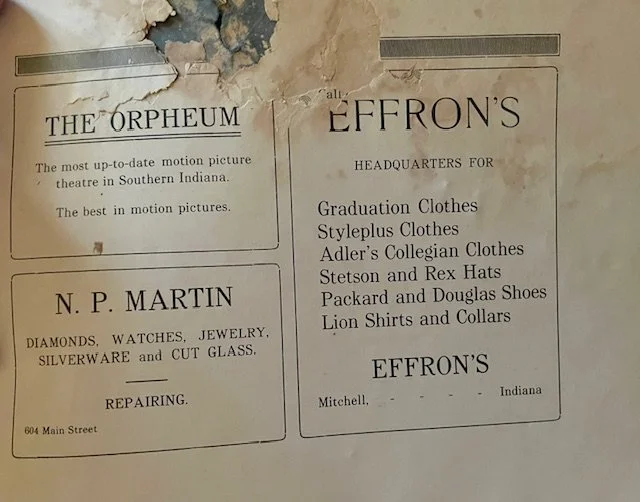 THE ORPHEUM
The most up-to-date motion picture
theatre in Southern Indiana.
The best in motion pictures.
N. P. MARTIN
DIAMONDS, WATCHES, JEWELRY,
SILVERWARE and CUT GLASS.
REPAIRING.
604 Main Street
EFFRON'S
HEADQUARTERS FOR
Graduation Clothes
Styleplus Clothes
Adler's Collegian Clothes
Stetson and Rex Hats
Packard and Douglas Shoes
Lion Shirts and Collars
EFFRON'S
Mitchell, - - - - Indiana